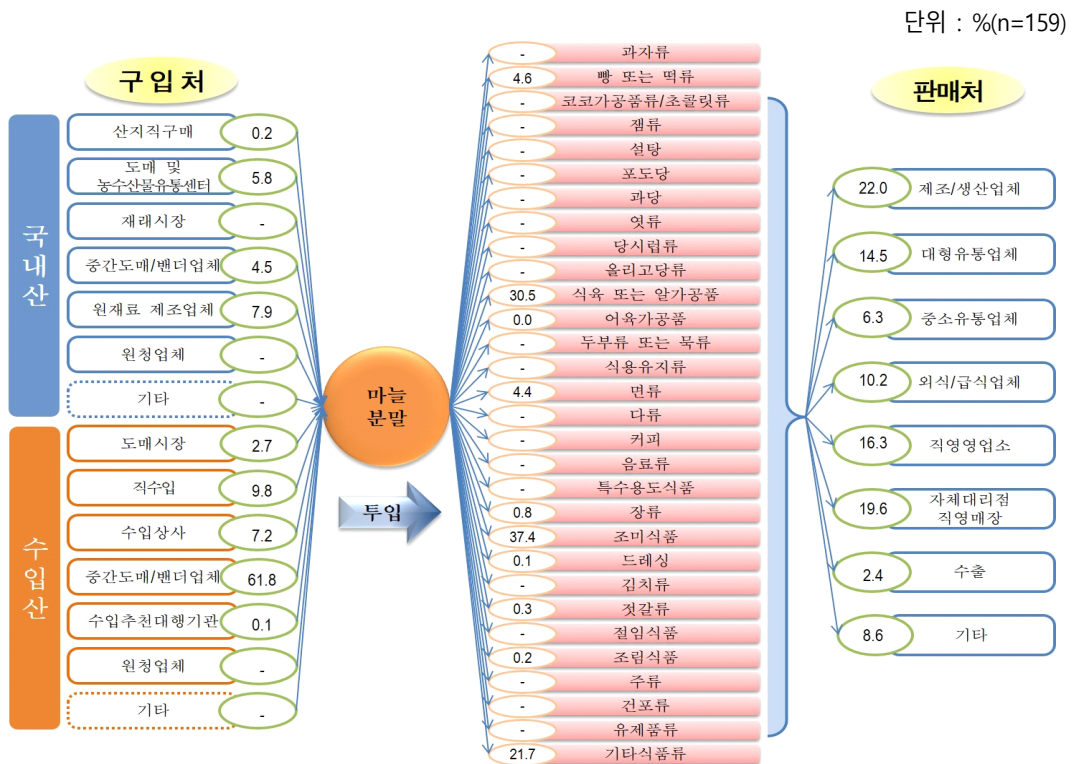 단위 : %(n=159)
구입처
국내산
산지직구매 0.2
도매 및
농수산물유통센터 5.8
재래시장 -
중간도매/밴더업체 4.5
원재료 제조업체 7.9
원청업체 -
기타 -
수입산
도매시장 2.7
직수입 9.8
수입상사 7.2
중간도매/밴더업체 61.8
수입추천대행기관 0.1
원청업체 -
기타 -
마늘
분말
투입
- 과자류
4.6 빵 또는 떡류
- 코코가공품류/초콜릿류
- 잼류
- 설탕
- 포도당
- 과당
- 엿류
- 당시럽류
- 올리고당류
30.5 식육 또는 알가공품
0.0 어육가공품
- 두부류 또는 묵류
- 식용유지류
4.4 면류
- 다류
- 커피
- 음료류
- 특수용도식품
0.8 장류
37.4 조미식품
0.1 드레싱
- 김치류
0.3 젓갈류
- 절임식품
0.2 조림식품
- 주류
- 건포류
- 유제품류
21.7 기타식품류
판매처
22.0 제조/생산업체
14.5 대형유통업체
6.3 중소유통업체
10.2 외식/급식업체
16.3 직영영업소
19.6 자체대리점
직영매장
2.4 수출
8.6 기타